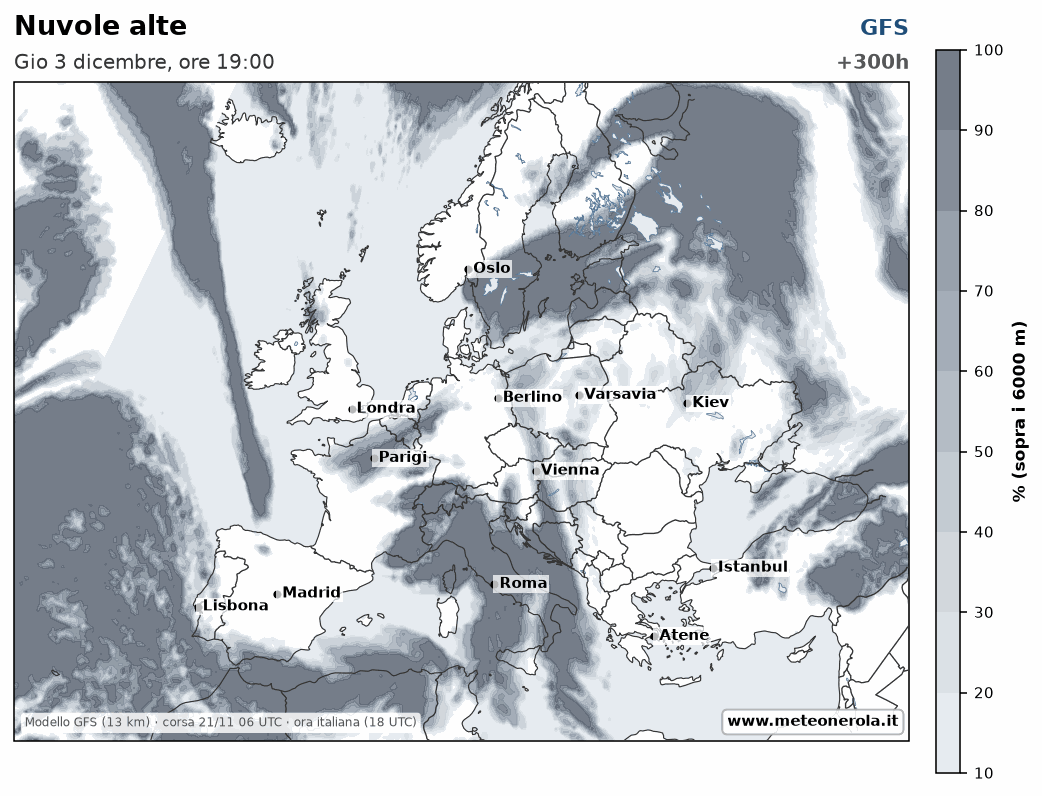 Nuvole alte
GFS
Gio 3 dicembre, ore 19:00
+300h
100
90
80
70
60
50
40
30
20
10
% (sopra i 6000 m)
Oslo
Londra
Berlino
Varsavia
Kiev
Parigi
Vienna
Istanbul
Roma
Madrid
Lisbona
Atene
Modello GFS (13 km) · corsa 21/11 06 UTC · ora italiana (18 UTC)
www.meteonerola.it